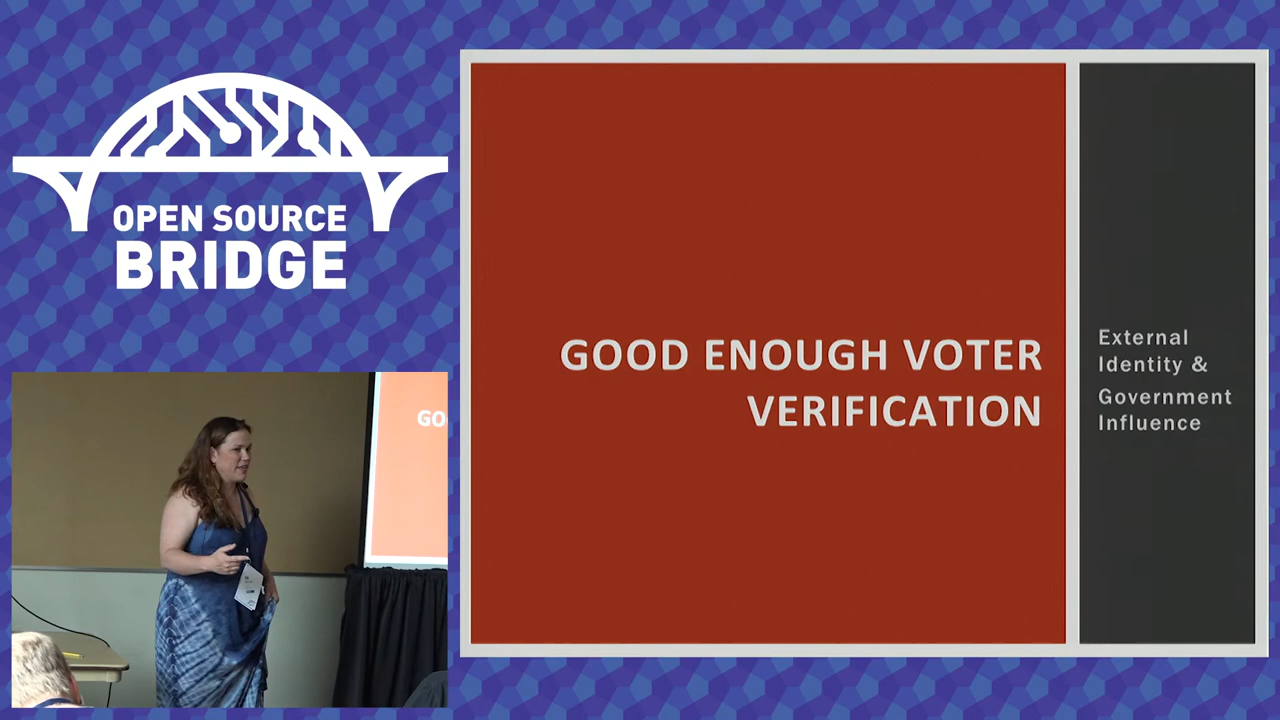 OPEN SOURCE
BRIDGE
GOOD ENOUGH VOTER
VERIFICATION
External
Identity &
Government
Influence
GO